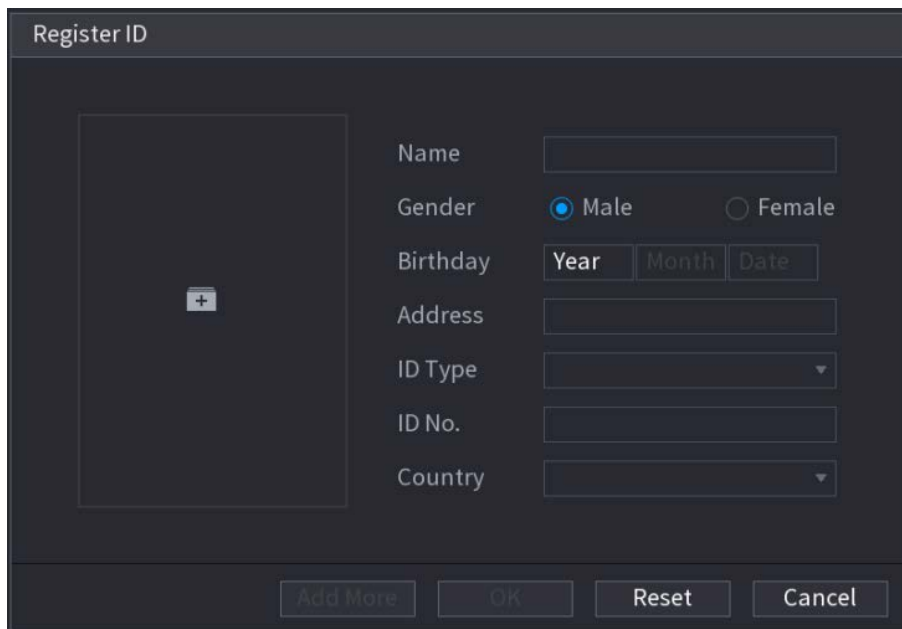 Register ID
Name
Gender Male Female
Birthday Year Month Date
Address
ID Type
ID No.
Country
Add More OK Reset Cancel